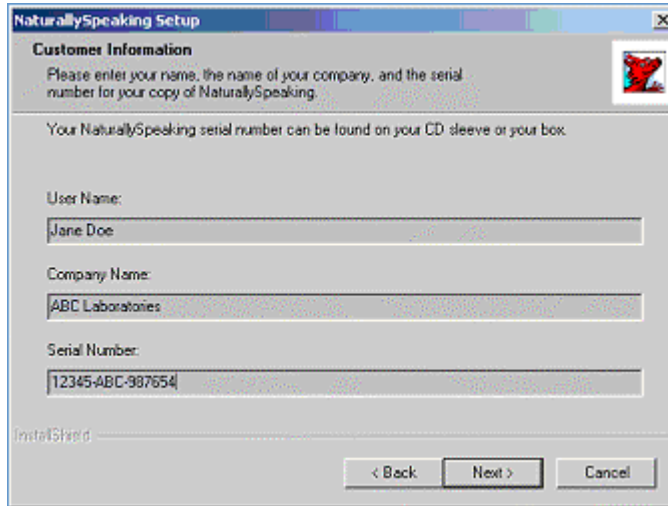 NaturallySpeaking Setup
Customer Information
Please enter your name, the name of your company, and the serial
number for your copy of NaturallySpeaking.
Your NaturallySpeaking serial number can be found on your CD sleeve or your box.
User Name:
Jane Doe
Company Name:
ABC Laboratories
Serial Number:
12345-ABC-987654
InstallShield
< Back Next > Cancel